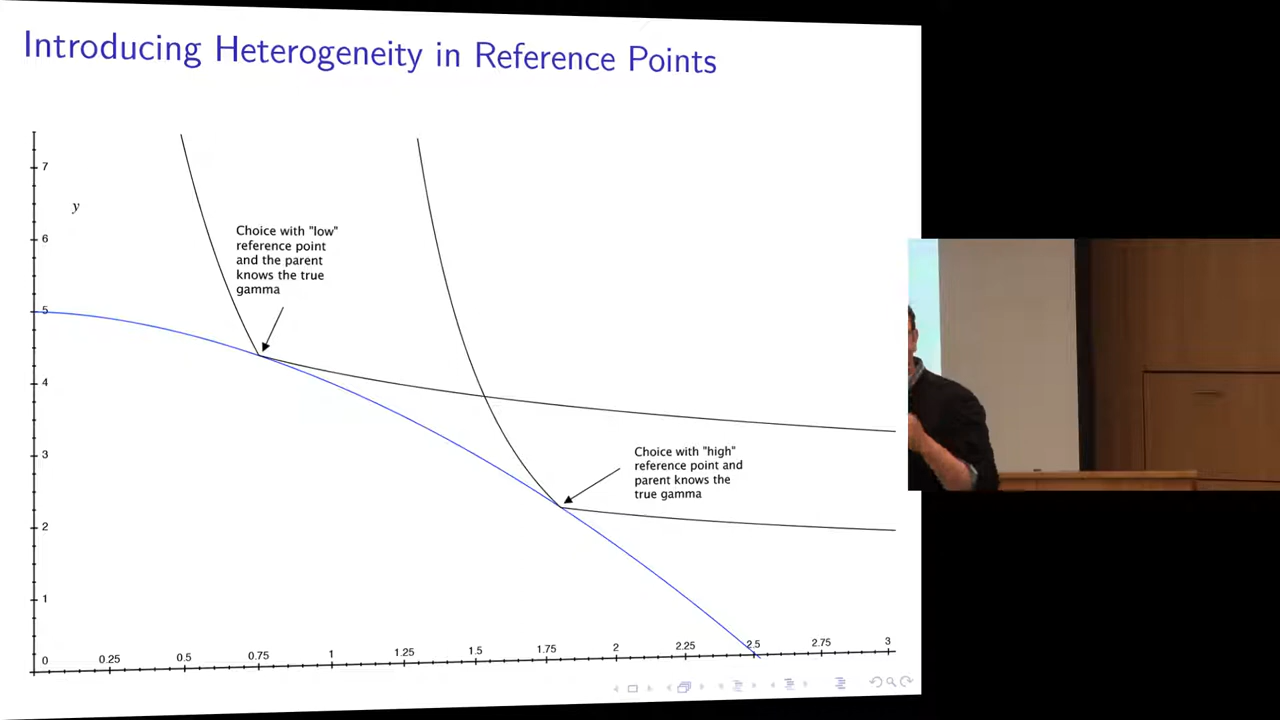 Introducing Heterogeneity in Reference Points
7
y
6
Choice with "low"
reference point
and the parent
knows the true
gamma
5
4
3
Choice with "high"
reference point and
parent knows the
true gamma
2
1
0 0.25 0.5 0.75 1 1.25 1.5 1.75 2 2.25 2.5 2.75 3